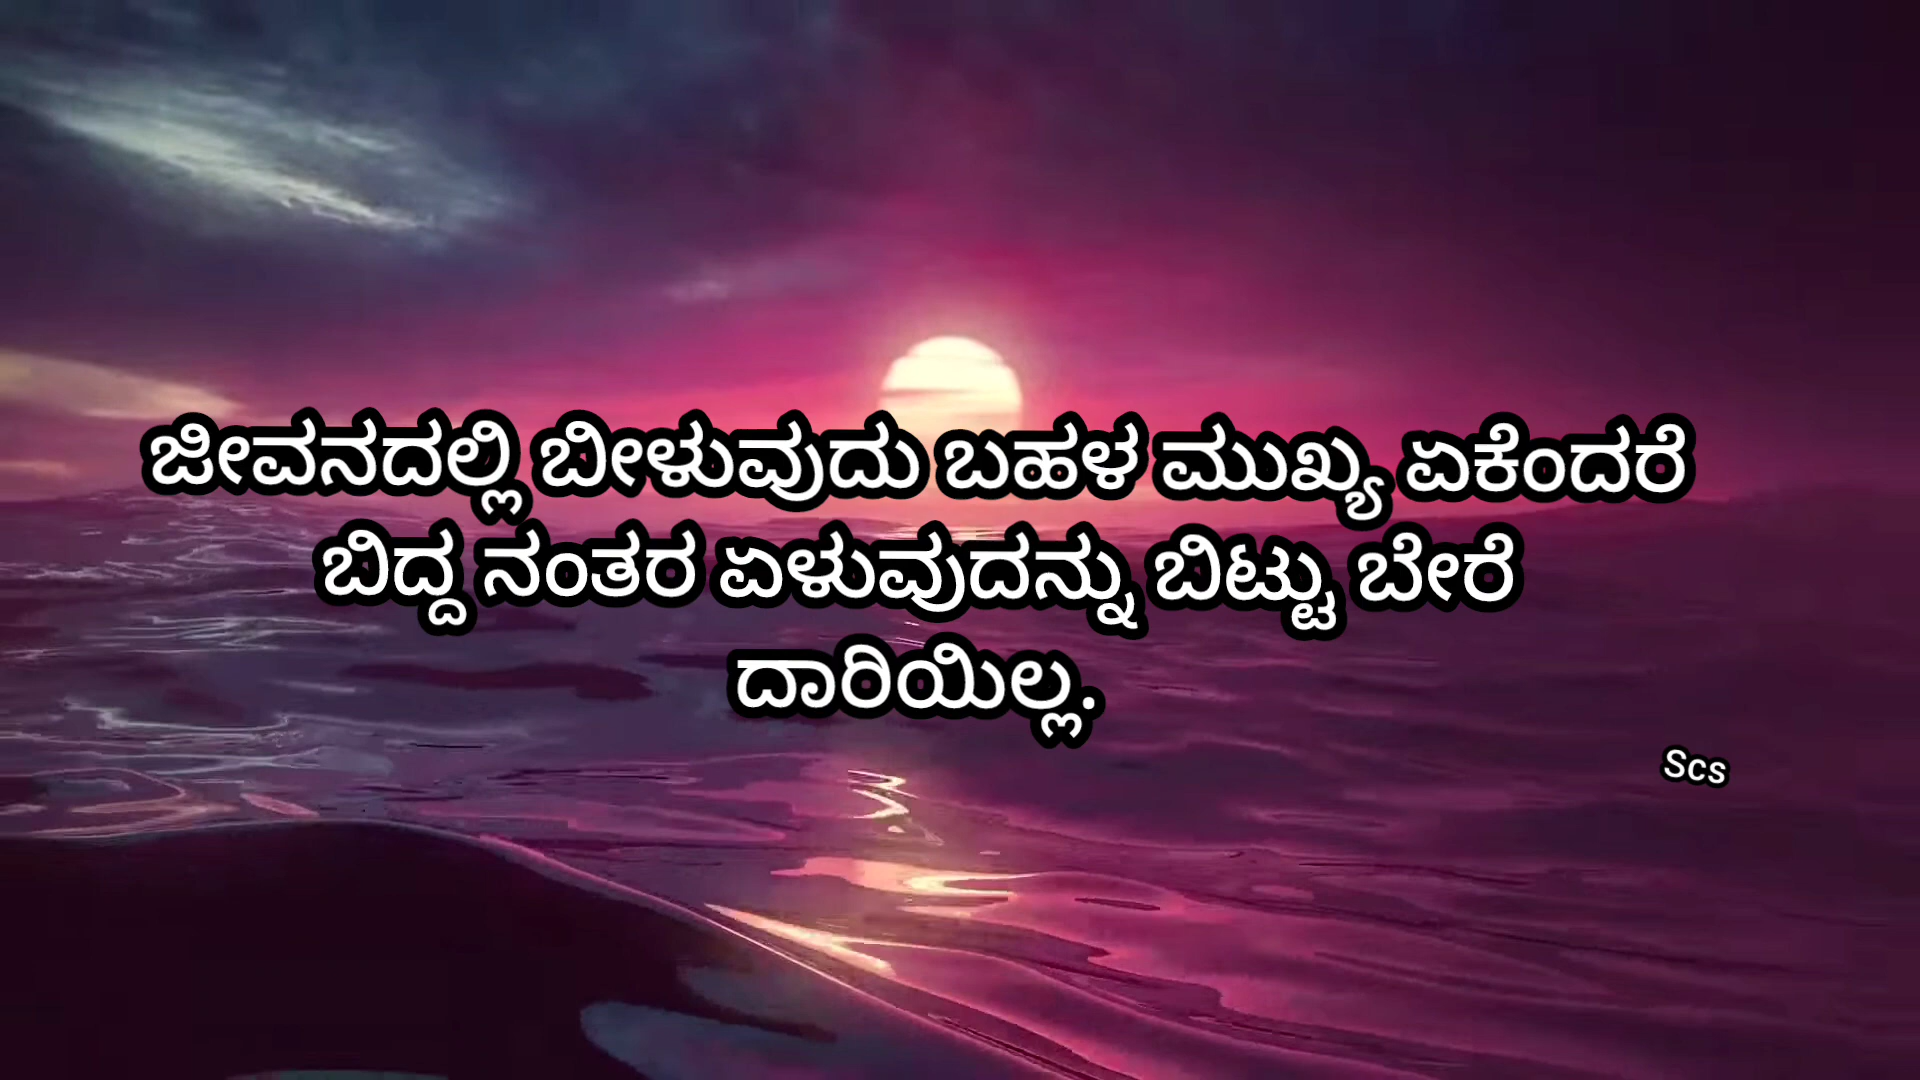 ಜೀವನದಲ್ಲಿ ಬೀಳುವುದು ಬಹಳ ಮುಖ್ಯ ಏಕೆಂದರೆ
ಬಿದ್ದ ನಂತರ ಏಳುವುದನ್ನು ಬಿಟ್ಟು ಬೇರೆ
ದಾರಿಯಿಲ್ಲ.
Scs